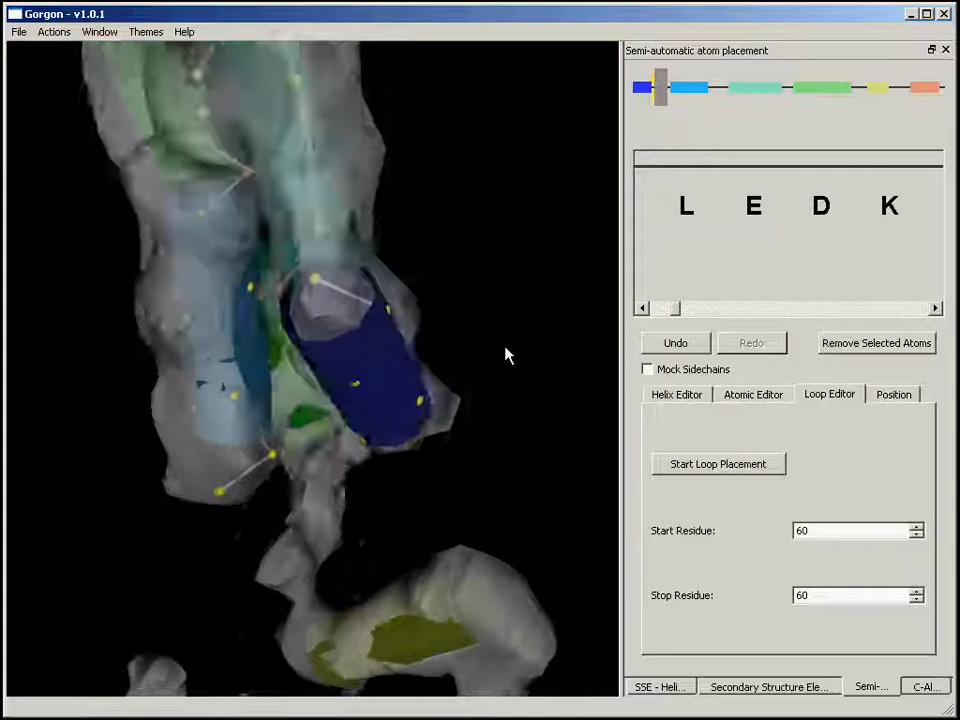 Gorgon - v1.0.1
File Actions Window Themes Help
Semi-automatic atom placement
L E D K
Undo Redo Remove Selected Atoms
Mock Sidechains
Helix Editor Atomic Editor Loop Editor Position
Start Loop Placement
Start Residue: 60
Stop Residue: 60
SSE - Heli... Secondary Structure Ele... Semi-... C-Al...